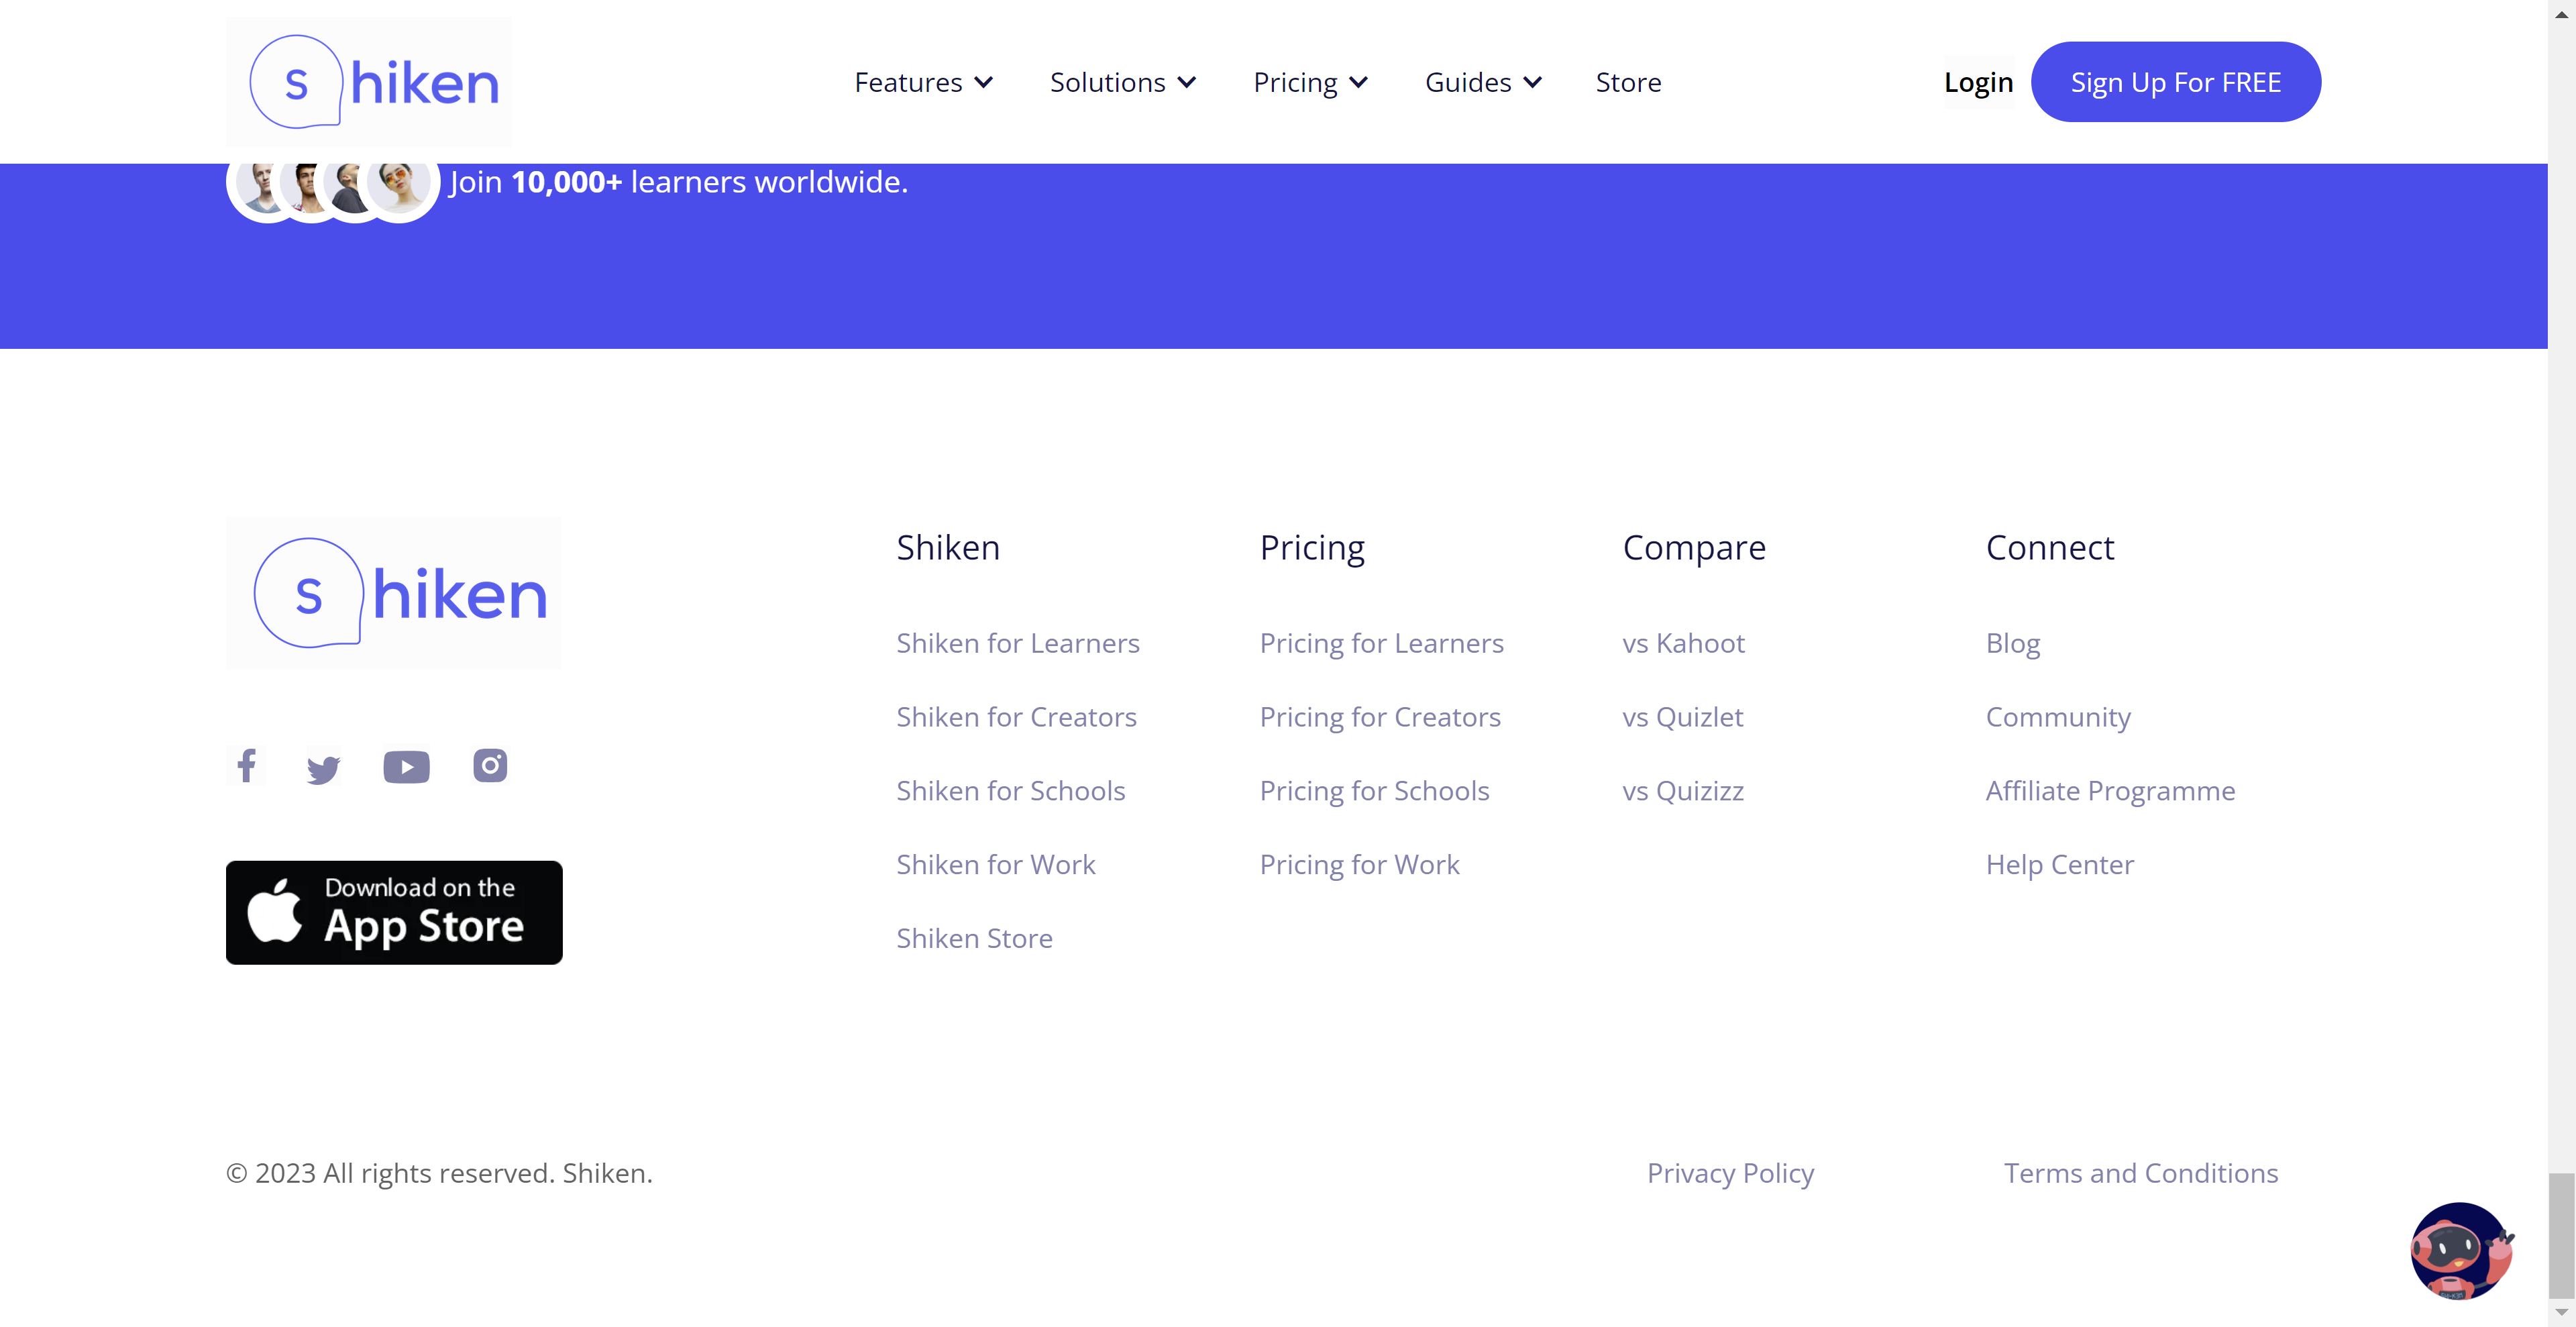 Shiken
Features
Solutions
Pricing
Guides
Store
Login
Sign Up For FREE
Join 10,000+ learners worldwide.
Shiken
Download on the
App Store
Shiken
Shiken for Learners
Shiken for Creators
Shiken for Schools
Shiken for Work
Shiken Store
Pricing
Pricing for Learners
Pricing for Creators
Pricing for Schools
Pricing for Work
Compare
vs Kahoot
vs Quizlet
vs Quizizz
Connect
Blog
Community
Affiliate Programme
Help Center
© 2023 All rights reserved. Shiken.
Privacy Policy
Terms and Conditions